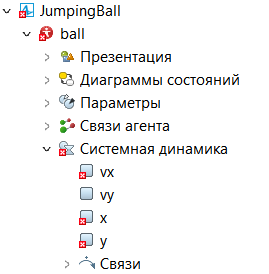 JumpingBall
ball
Презентация
Диаграммы состояний
Параметры
Связи агента
Системная динамика
vx
vy
x
y
Связи